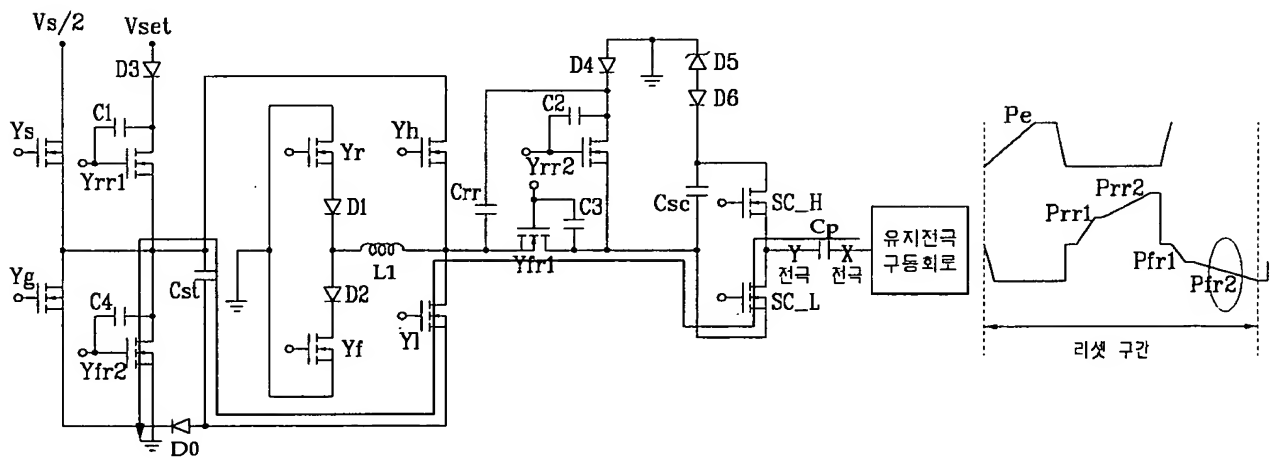 Vs/2
Vset
D3
D4
D5
D6
C1
C2
Ys
Yrr1
Yr
Yh
Yrr2
Crr
C3
Csc
SC_H
Cp
D1
L1
Yfr1
Y
전극
X
전극
유지전극
구동회로
Yg
Cst
C4
Yfr2
D2
Yf
Yl
SC_L
D0
Pe
Prr2
Prr1
Pfr1
Pfr2
리셋 구간